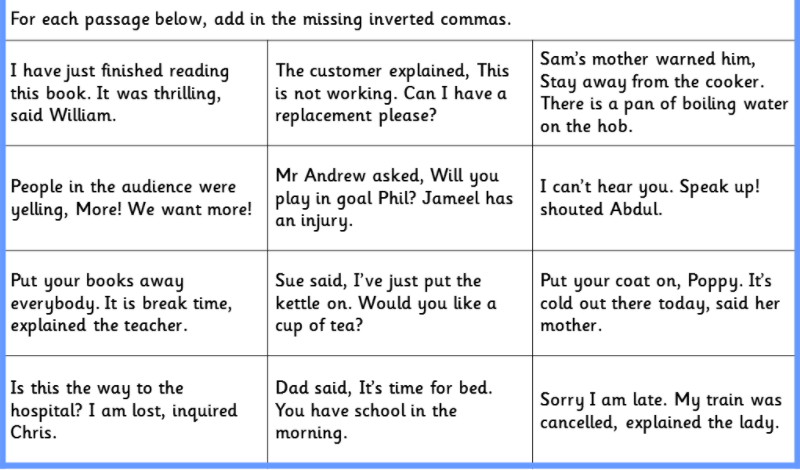 For each passage below, add in the missing inverted commas.
I have just finished reading
this book. It was thrilling,
said William.
The customer explained, This
is not working. Can I have a
replacement please?
Sam's mother warned him,
Stay away from the cooker.
There is a pan of boiling water
on the hob.
People in the audience were
yelling, More! We want more!
Mr Andrew asked, Will you
play in goal Phil? Jameel has
an injury.
I can't hear you. Speak up!
shouted Abdul.
Put your books away
everybody. It is break time,
explained the teacher.
Sue said, I've just put the
kettle on. Would you like a
cup of tea?
Put your coat on, Poppy. It's
cold out there today, said her
mother.
Is this the way to the
hospital? I am lost, inquired
Chris.
Dad said, It's time for bed.
You have school in the
morning.
Sorry I am late. My train was
cancelled, explained the lady.